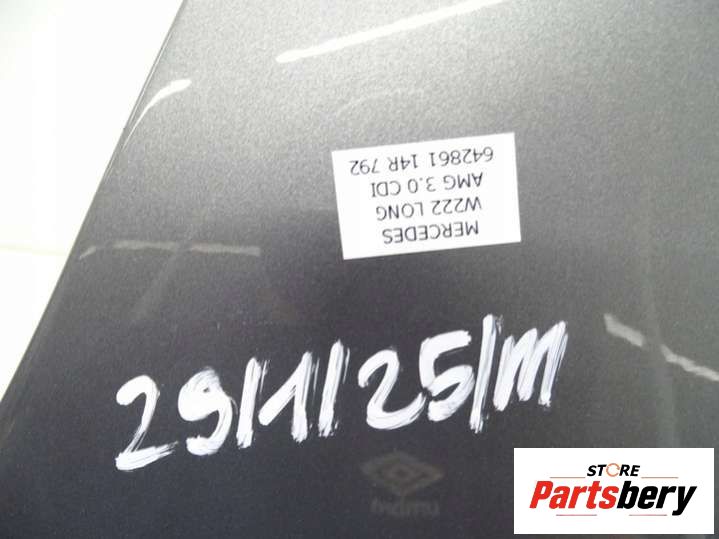 MERCEDES
W222 LONG
AMG 3.0 CDI
642861 14R 792
29/1/25/M
STORE
Partsbery